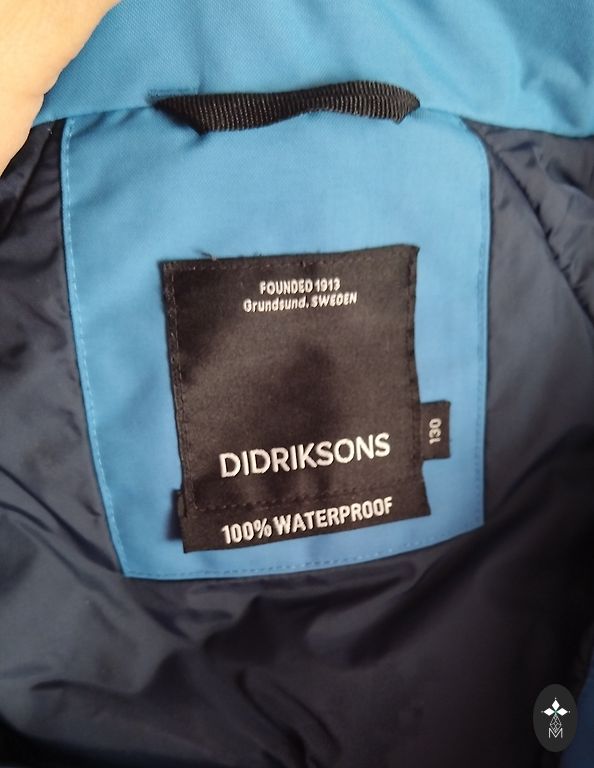 FOUNDED 1913
Grundsund. SWEDEN
DIDRIKSONS
130
100% WATERPROOF
M